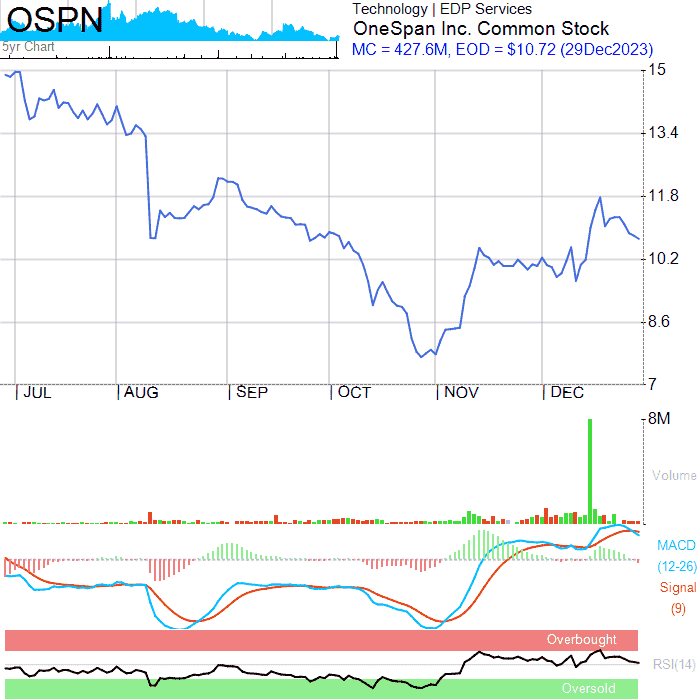 OSPN
5yr Chart
Technology | EDP Services
OneSpan Inc. Common Stock
MC = 427.6M, EOD = $10.72 (29Dec2023)
15
13.4
11.8
10.2
8.6
7
JUL AUG SEP OCT NOV DEC
8M
Volume
MACD
(12-26)
Signal
(9)
Overbought
RSI(14)
Oversold